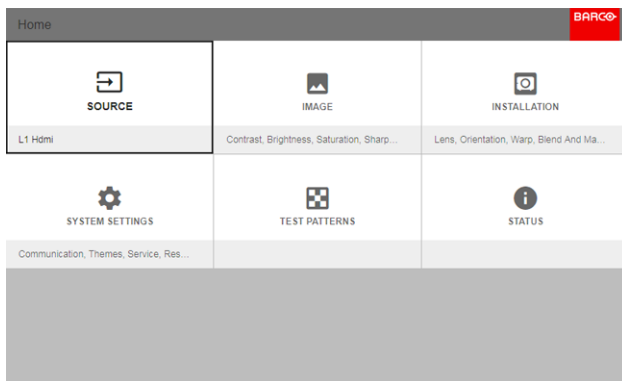 Home
BARCO
SOURCE
IMAGE
INSTALLATION
L1 Hdmi
Contrast, Brightness, Saturation, Sharp...
Lens, Orientation, Warp, Blend And Ma...
SYSTEM SETTINGS
TEST PATTERNS
STATUS
Communication, Themes, Service, Res...